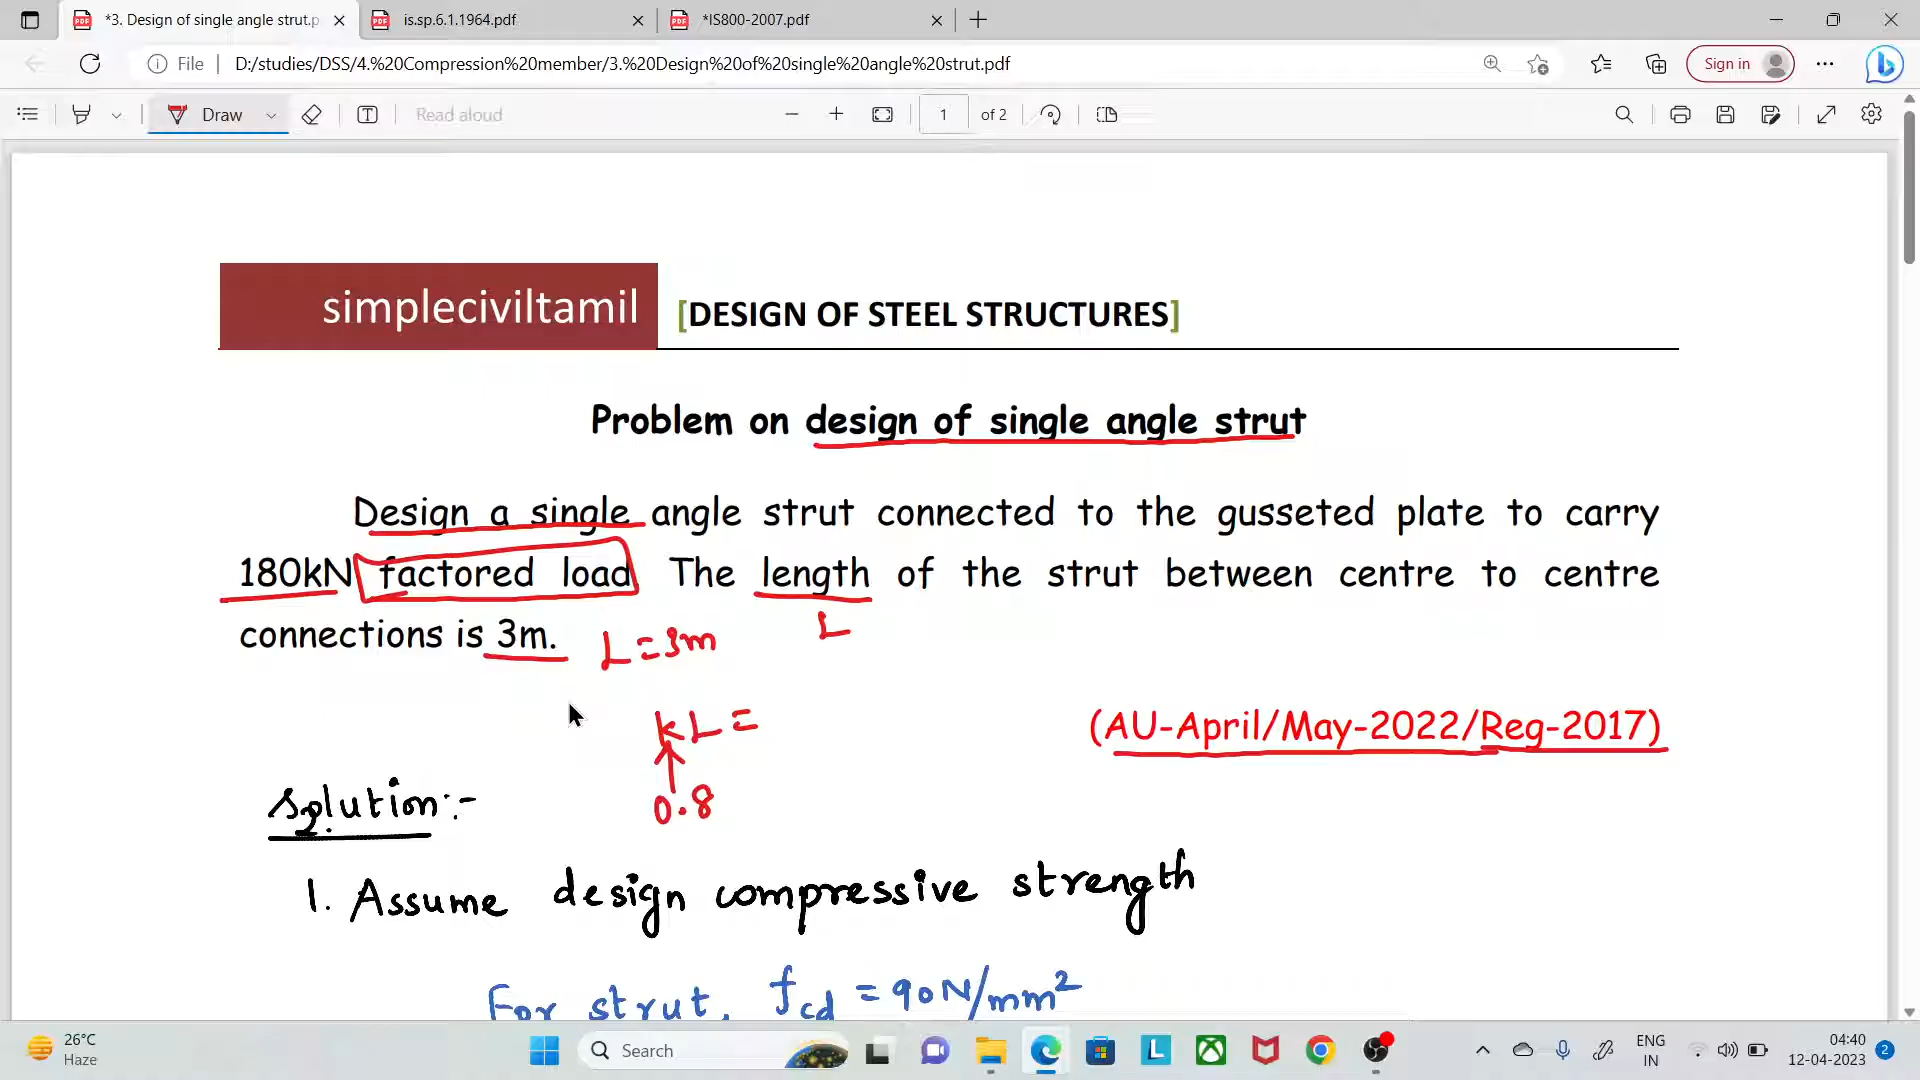 *3. Design of single angle strut.p
is.sp.6.1.1964.pdf
*IS800-2007.pdf
File
D:/studies/DSS/4.%20Compression%20member/3.%20Design%20of%20single%20angle%20strut.pdf
Sign in
Draw
Read aloud
1
of 2
simpleciviltamil
[DESIGN OF STEEL STRUCTURES]
Problem on design of single angle strut
Design a single angle strut connected to the gusseted plate to carry
180kN factored load The length of the strut between centre to centre
connections is 3m.
L
L=3m
kL=
0.8
(AU-April/May-2022/Reg-2017)
Solution:-
1. Assume design compressive strength
For strut, fcd = 90N/mm²
26°C
Haze
Search
ENG
IN
04:40
12-04-2023
2